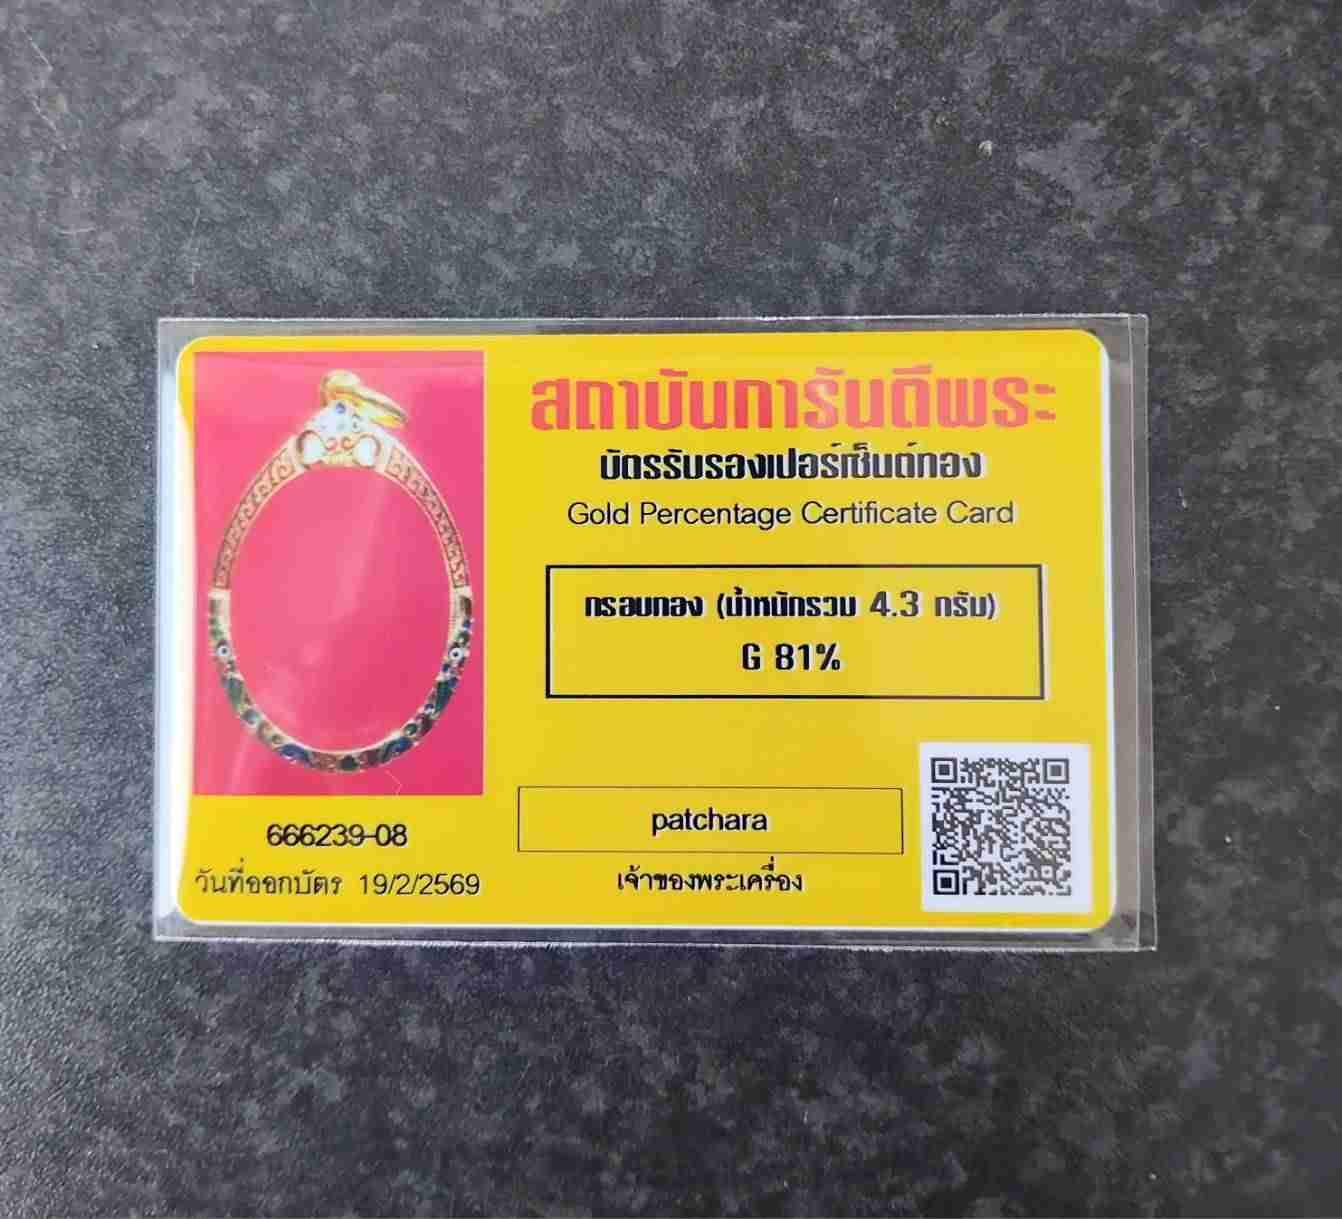 สถาบันการันตีพระ
บัตรรับรองเปอร์เซ็นต์ทอง
Gold Percentage Certificate Card
กรอบทอง (น้ำหนักรวม 4.3 กรัม)
G 81%
666239-08
วันที่ออกบัตร 19/2/2569
patchara
เจ้าของพระเครื่อง